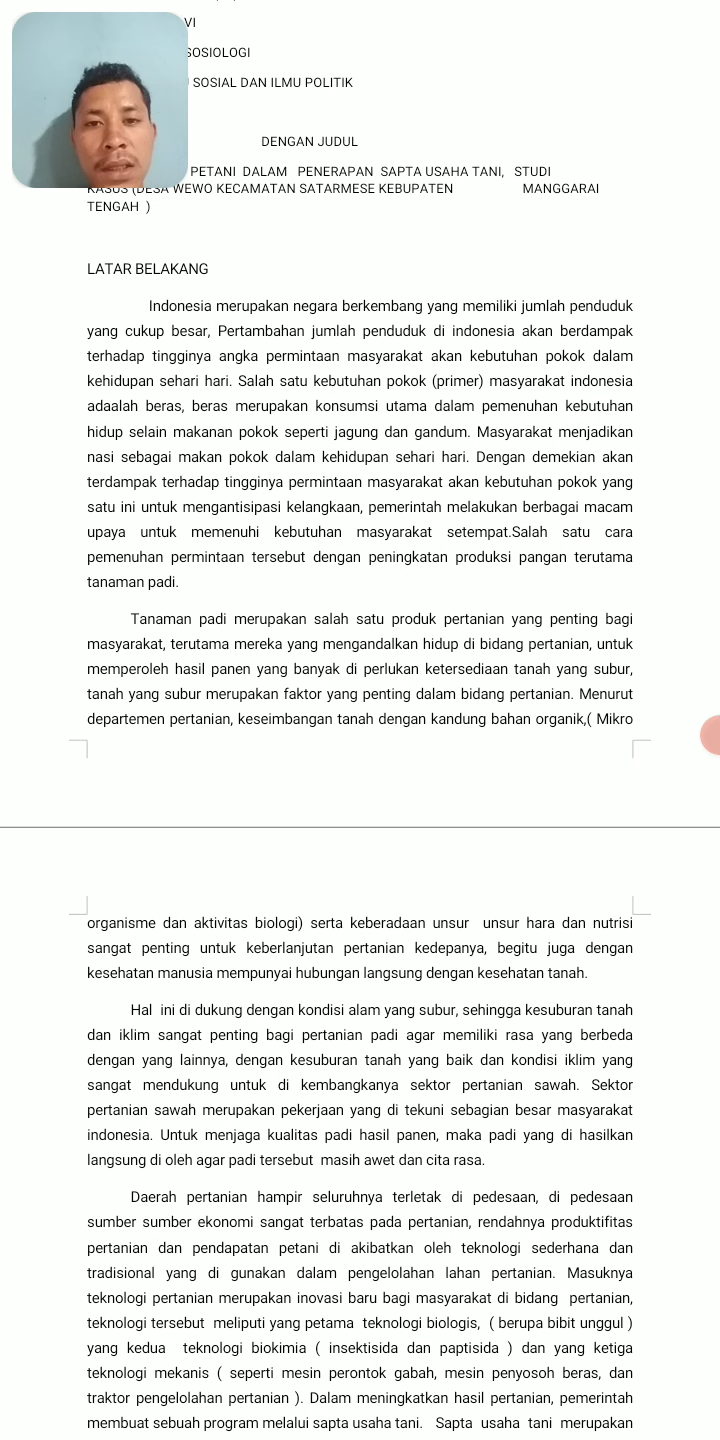 VI
SOSIOLOGI
SOSIAL DAN ILMU POLITIK
DENGAN JUDUL
PETANI DALAM PENERAPAN SAPTA USAHA TANI, STUDI
KASUS (DESA WEWO KECAMATAN SATARMESE KEBUPATEN MANGGARAI
TENGAH )
LATAR BELAKANG
Indonesia merupakan negara berkembang yang memiliki jumlah penduduk
yang cukup besar, Pertambahan jumlah penduduk di indonesia akan berdampak
terhadap tingginya angka permintaan masyarakat akan kebutuhan pokok dalam
kehidupan sehari hari. Salah satu kebutuhan pokok (primer) masyarakat indonesia
adaalah beras, beras merupakan konsumsi utama dalam pemenuhan kebutuhan
hidup selain makanan pokok seperti jagung dan gandum. Masyarakat menjadikan
nasi sebagai makan pokok dalam kehidupan sehari hari. Dengan demekian akan
terdampak terhadap tingginya permintaan masyarakat akan kebutuhan pokok yang
satu ini untuk mengantisipasi kelangkaan, pemerintah melakukan berbagai macam
upaya untuk memenuhi kebutuhan masyarakat setempat.Salah satu cara
pemenuhan permintaan tersebut dengan peningkatan produksi pangan terutama
tanaman padi.
Tanaman padi merupakan salah satu produk pertanian yang penting bagi
masyarakat, terutama mereka yang mengandalkan hidup di bidang pertanian, untuk
memperoleh hasil panen yang banyak di perlukan ketersediaan tanah yang subur,
tanah yang subur merupakan faktor yang penting dalam bidang pertanian. Menurut
departemen pertanian, keseimbangan tanah dengan kandung bahan organik,( Mikro
organisme dan aktivitas biologi) serta keberadaan unsur unsur hara dan nutrisi
sangat penting untuk keberlanjutan pertanian kedepanya, begitu juga dengan
kesehatan manusia mempunyai hubungan langsung dengan kesehatan tanah.
Hal ini di dukung dengan kondisi alam yang subur, sehingga kesuburan tanah
dan iklim sangat penting bagi pertanian padi agar memiliki rasa yang berbeda
dengan yang lainnya, dengan kesuburan tanah yang baik dan kondisi iklim yang
sangat mendukung untuk di kembangkanya sektor pertanian sawah. Sektor
pertanian sawah merupakan pekerjaan yang di tekuni sebagian besar masyarakat
indonesia. Untuk menjaga kualitas padi hasil panen, maka padi yang di hasilkan
langsung di oleh agar padi tersebut masih awet dan cita rasa.
Daerah pertanian hampir seluruhnya terletak di pedesaan, di pedesaan
sumber sumber ekonomi sangat terbatas pada pertanian, rendahnya produktifitas
pertanian dan pendapatan petani di akibatkan oleh teknologi sederhana dan
tradisional yang di gunakan dalam pengelolahan lahan pertanian. Masuknya
teknologi pertanian merupakan inovasi baru bagi masyarakat di bidang pertanian,
teknologi tersebut meliputi yang petama teknologi biologis, ( berupa bibit unggul )
yang kedua teknologi biokimia ( insektisida dan paptisida ) dan yang ketiga
teknologi mekanis ( seperti mesin perontok gabah, mesin penyosoh beras, dan
traktor pengelolahan pertanian ). Dalam meningkatkan hasil pertanian, pemerintah
membuat sebuah program melalui sapta usaha tani. Sapta usaha tani merupakan